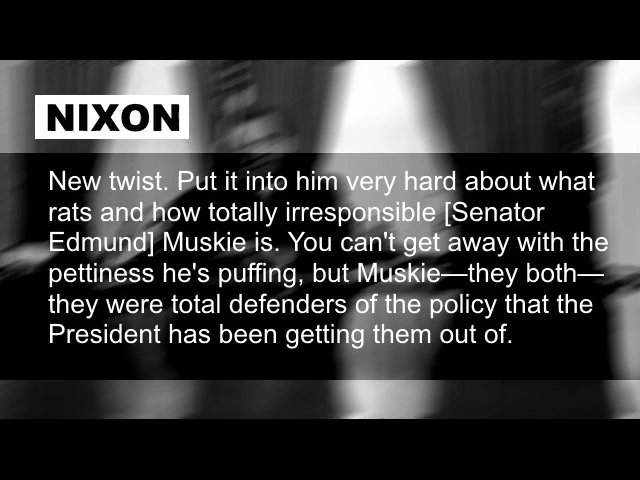 NIXON
New twist. Put it into him very hard about what
rats and how totally irresponsible [Senator
Edmund] Muskie is. You can't get away with the
pettiness he's puffing, but Muskie—they both—
they were total defenders of the policy that the
President has been getting them out of.